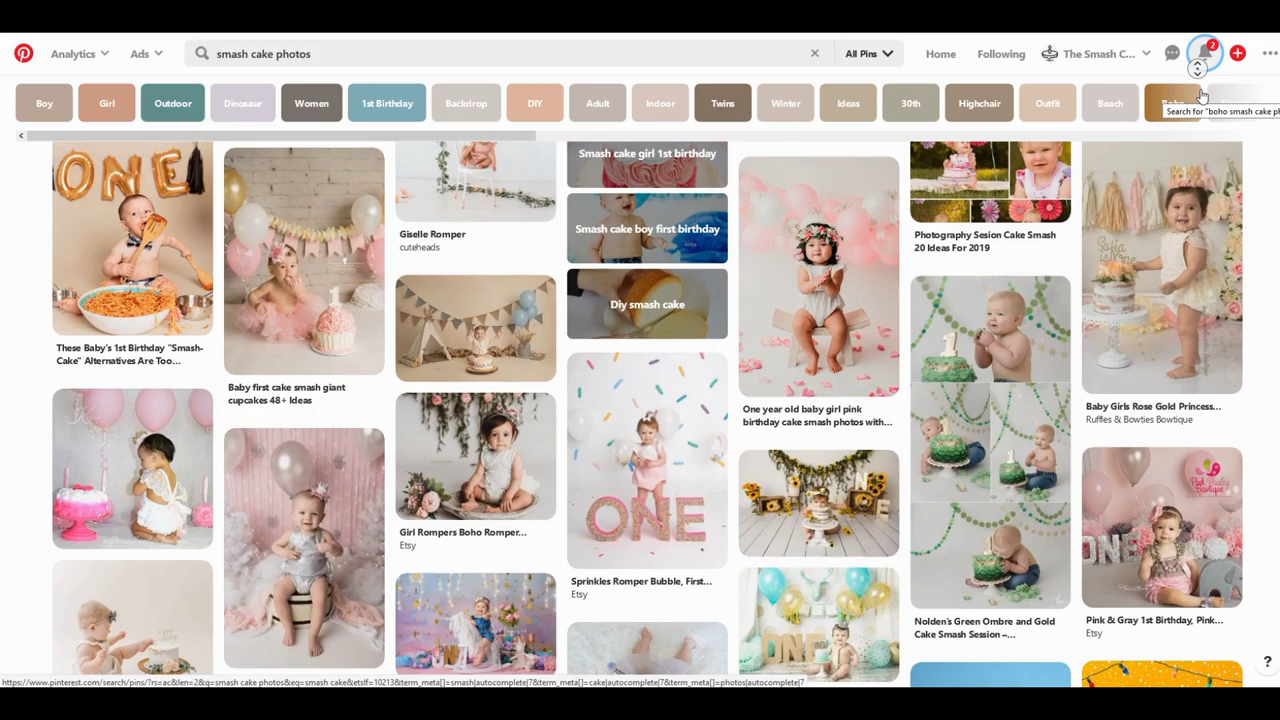 Analytics
Ads
smash cake photos
All Pins
Home
Following
The Smash C...
2
Boy
Girl
Outdoor
Dinosaur
Women
1st Birthday
Backdrop
DIY
Adult
Indoor
Twins
Winter
Ideas
30th
Highchair
Outfit
Beach
Search for "boho smash cake ph
ONE
These Baby's 1st Birthday "Smash-
Cake" Alternatives Are Too...
Baby first cake smash giant
cupcakes 48+ Ideas
Giselle Romper
cuteheads
Girl Rompers Boho Romper...
Etsy
Smash cake girl 1st birthday
Smash cake boy first birthday
Diy smash cake
ONE
Sprinkles Romper Bubble, First...
Etsy
One year old baby girl pink
birthday cake smash photos with...
ONE
Photography Sesion Cake Smash
20 Ideas For 2019
Nolden's Green Ombre and Gold
Cake Smash Session –...
Baby Girls Rose Gold Princess...
Ruffles & Bowties Bowtique
ONE
Pink & Gray 1st Birthday, Pink...
Etsy
?
https://www.pinterest.com/search/pins/?rs=ac&len=2&q=smash cake photos&eq=smash cake&etslf=10213&term_meta[]=smash|autocomplete|7&term_meta[]=cake|autocomplete|7&term_meta[]=photos|autocomplete|7